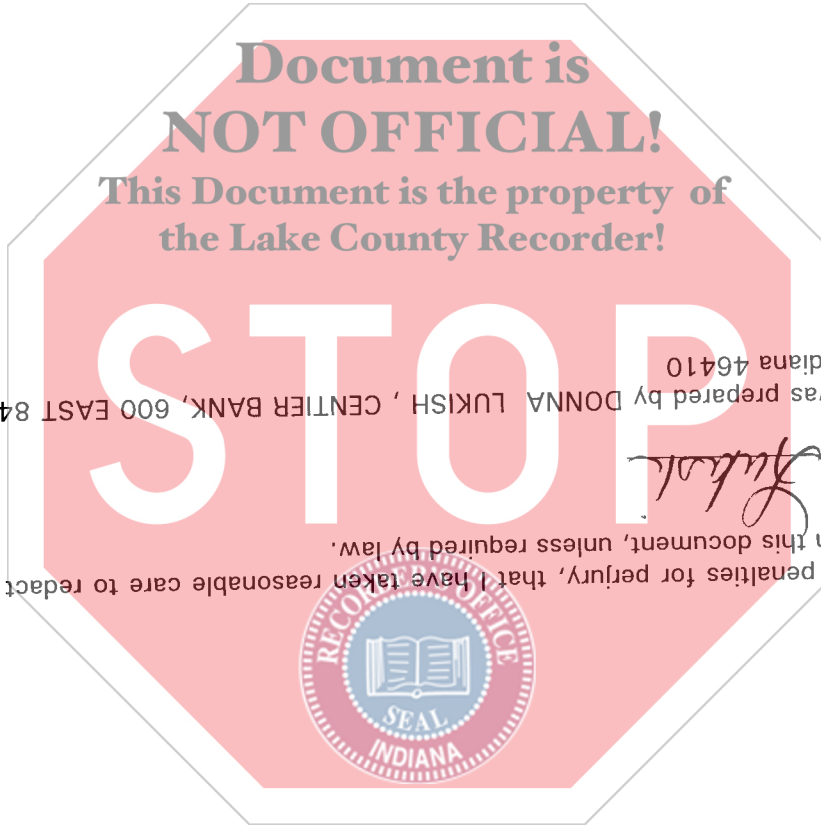 Document is
NOT OFFICIAL!
This Document is the property of
the Lake County Recorder!
STOP
penalties for perjury, that I have taken reasonable care to redact
this document, unless required by law.
Lukish
was prepared by DONNA LUKISH , CENTIER BANK, 600 EAST 84
diana 46410
RECORDER'S OFFICE
SEAL
INDIANA